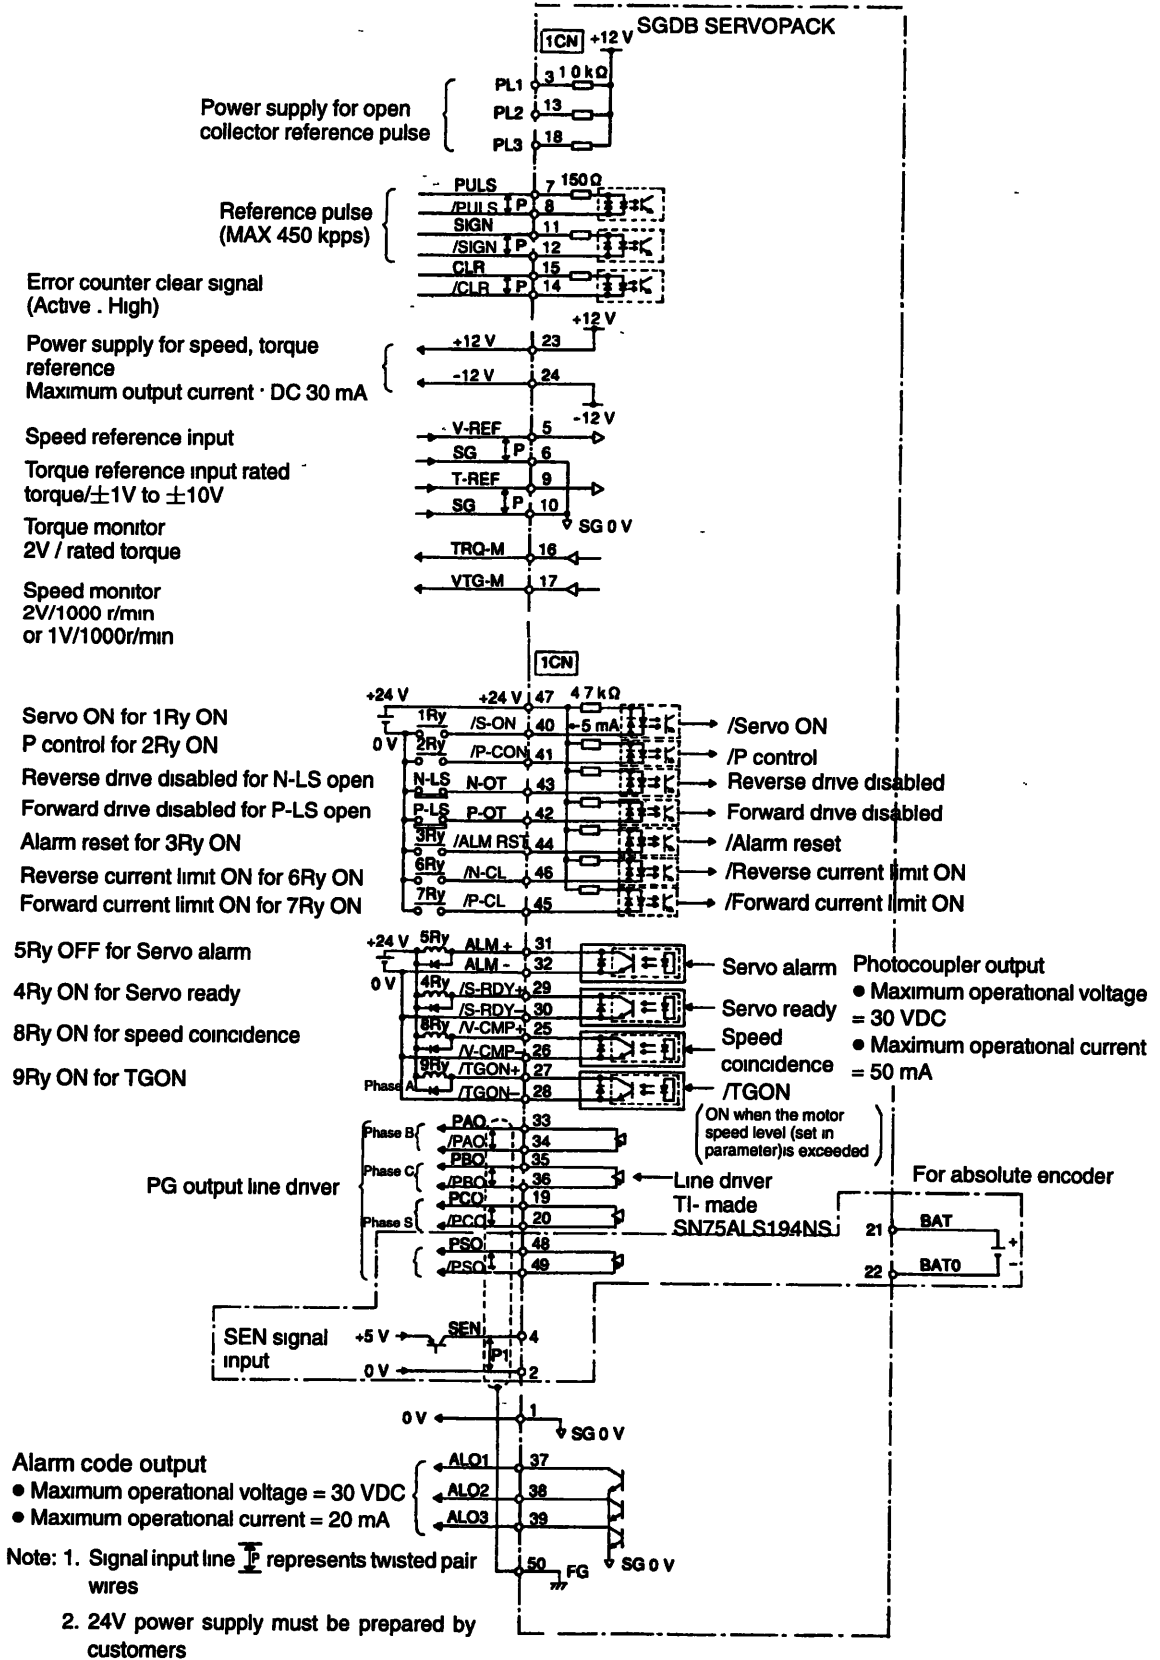 SGDB SERVOPACK
1CN
+12 V
Power supply for open
collector reference pulse
PL1 3 10kΩ
PL2 13
PL3 18
Reference pulse
(MAX 450 kpps)
PULS 7 150Ω
/PULS P 8
SIGN 11
/SIGN P 12
Error counter clear signal
(Active . High)
CLR 15
/CLR P 14
+12 V
Power supply for speed, torque
reference
Maximum output current · DC 30 mA
+12 V 23
-12 V 24
-12 V
Speed reference input
V-REF 5
SG P 6
Torque reference input rated
torque/±1V to ±10V
T-REF 9
SG P 10
SG 0 V
Torque monitor
2V / rated torque
TRQ-M 16
Speed monitor
2V/1000 r/min
or 1V/1000r/min
VTG-M 17
1CN
+24 V +24 V 47 4 7 kΩ
0 V
5 mA
Servo ON for 1Ry ON 1Ry /S-ON 40 /Servo ON
P control for 2Ry ON 2Ry /P-CON 41 /P control
Reverse drive disabled for N-LS open N-LS N-OT 43 Reverse drive disabled
Forward drive disabled for P-LS open P-LS P-OT 42 Forward drive disabled
Alarm reset for 3Ry ON 3Ry /ALM RST 44 /Alarm reset
Reverse current limit ON for 6Ry ON 6Ry /N-CL 46 /Reverse current limit ON
Forward current limit ON for 7Ry ON 7Ry /P-CL 45 /Forward current limit ON
+24 V
0 V
5Ry OFF for Servo alarm 5Ry ALM + 31
ALM - 32 Servo alarm
4Ry ON for Servo ready 4Ry /S-RDY+ 29
/S-RDY- 30 Servo ready
8Ry ON for speed coincidence 8Ry /V-CMP+ 25
/V-CMP- 26 Speed
coincidence
9Ry ON for TGON 9Ry /TGON+ 27
/TGON- 28 /TGON
(ON when the motor
speed level (set in
parameter)is exceeded)
Photocoupler output
● Maximum operational voltage
= 30 VDC
● Maximum operational current
= 50 mA
PG output line driver
Phase A
PAO 33
Phase B
/PAO 34
PBO 35
Phase C
/PBO 36
PCO 19
Phase S
/PCO 20
PSO 48
/PSO 49
Line driver
TI- made
SN75ALS194NS
For absolute encoder
21 BAT
+
-
22 BAT0
SEN signal
input
+5 V SEN 4
P1
0 V 2
0 V 1
SG 0 V
Alarm code output
● Maximum operational voltage = 30 VDC
● Maximum operational current = 20 mA
ALO1 37
ALO2 38
ALO3 39
SG 0 V
50 FG
Note: 1. Signal input line P represents twisted pair
wires
2. 24V power supply must be prepared by
customers